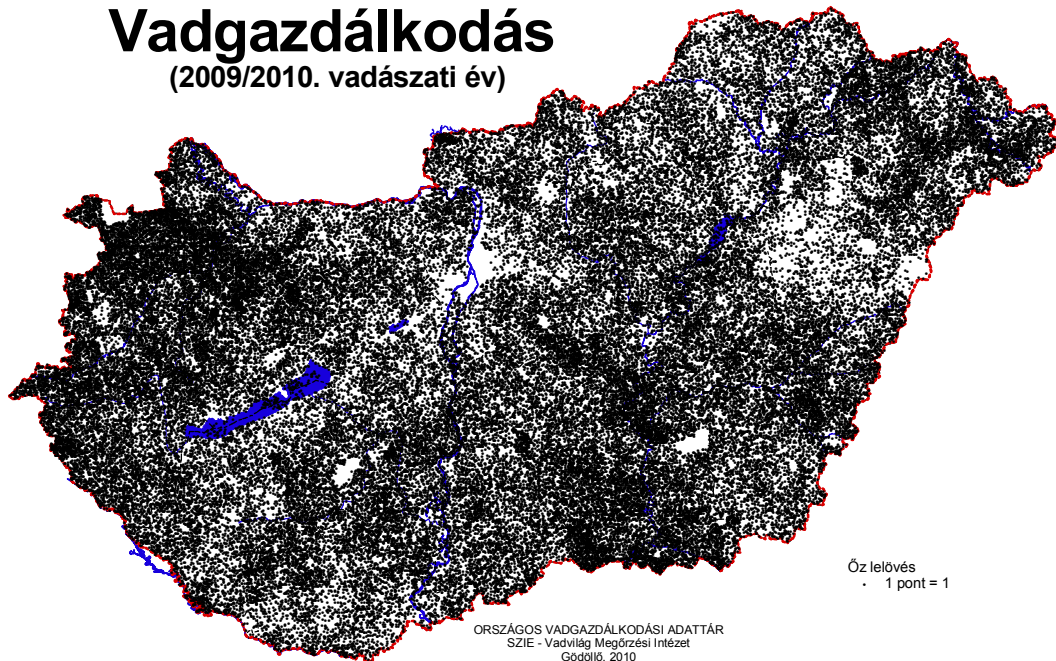 Vadgazdálkodás
(2009/2010. vadászati év)
Őz lelövés
1 pont = 1
ORSZÁGOS VADGAZDÁLKODÁSI ADATTÁR
SZIE - Vadvilág Megőrzési Intézet
Gödöllő, 2010